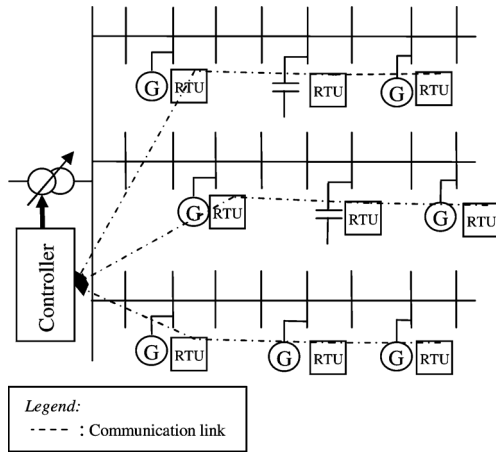 G RTU RTU G RTU
G RTU RTU G RTU
Controller
G RTU G RTU G RTU
Legend:
: Communication link